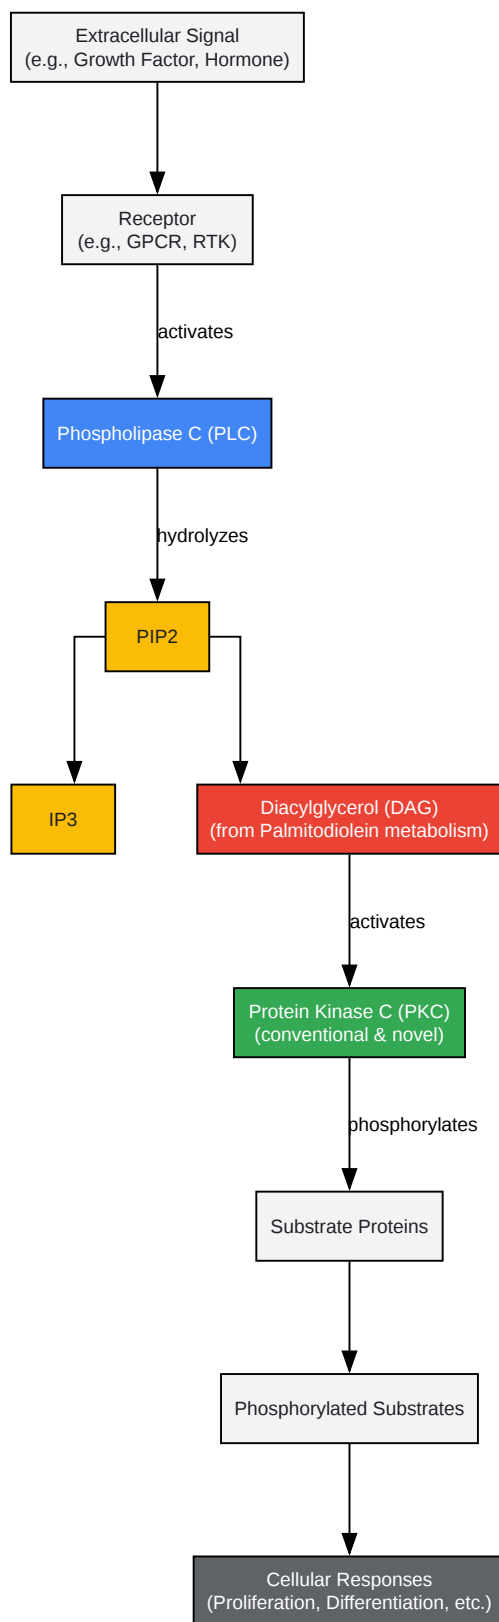 Extracellular Signal
(e.g., Growth Factor, Hormone)
Receptor
(e.g., GPCR, RTK)
activates
Phospholipase C (PLC)
hydrolyzes
PIP2
IP3
Diacylglycerol (DAG)
(from Palmitodiolein metabolism)
activates
Protein Kinase C (PKC)
(conventional & novel)
phosphorylates
Substrate Proteins
Phosphorylated Substrates
Cellular Responses
(Proliferation, Differentiation, etc.)